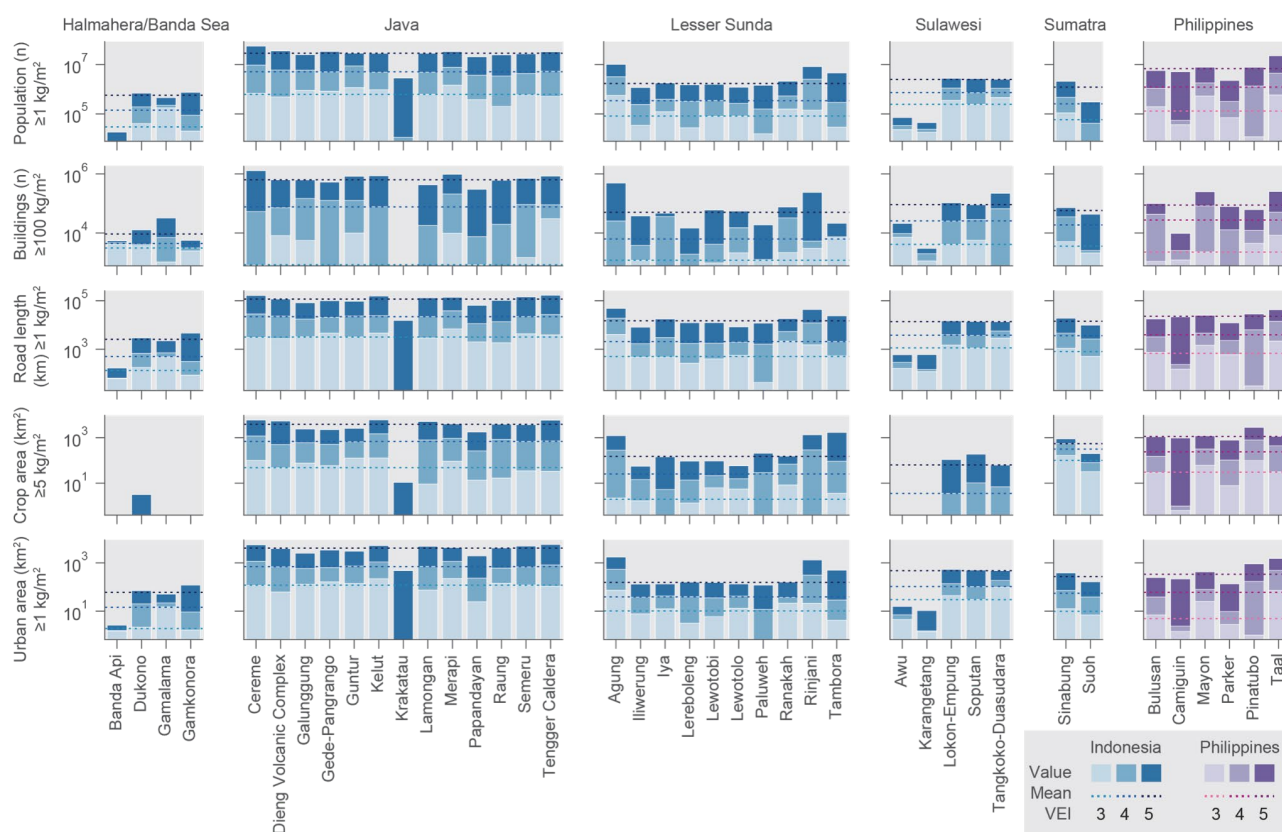 Halmahera/Banda Sea Java Lesser Sunda Sulawesi Sumatra Philippines
Population (n)
≥1 kg/m²
10⁷
10⁵
Buildings (n)
≥100 kg/m²
10⁶
10⁴
Road length
(km) ≥1 kg/m²
10⁵
10³
Crop area (km²)
≥5 kg/m²
10³
10¹
Urban area (km²)
≥1 kg/m²
10³
10¹
Banda Api
Dukono
Gamalama
Gamkonora
Cereme
Dieng Volcanic Complex
Galunggung
Gede-Pangrango
Guntur
Kelut
Krakatau
Lamongan
Merapi
Papandayan
Raung
Semeru
Tengger Caldera
Agung
Iliwerung
Iya
Lereboleng
Lewotobi
Lewotolo
Paluweh
Ranakah
Rinjani
Tambora
Awu
Karangetang
Lokon-Empung
Soputan
Tangkoko-Duasudara
Sinabung
Suoh
Bulusan
Camiguin
Mayon
Parker
Pinatubo
Taal
Indonesia Philippines
Value
Mean
VEI 3 4 5 3 4 5